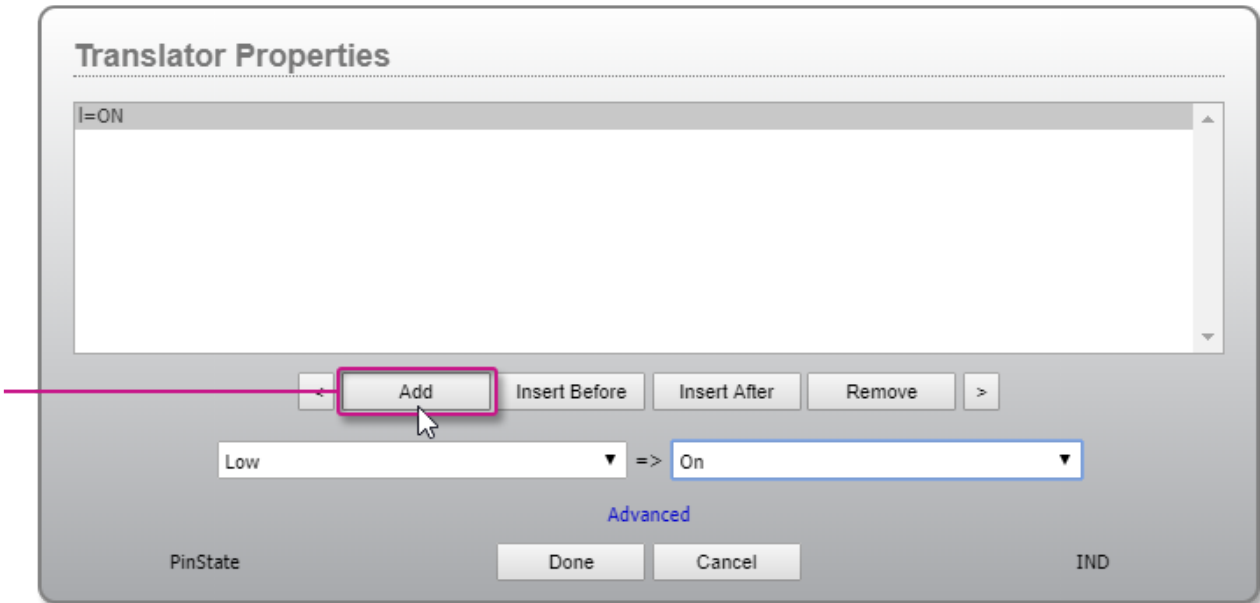 Translator Properties
l=ON
< Add Insert Before Insert After Remove >
Low => On
Advanced
PinState Done Cancel IND